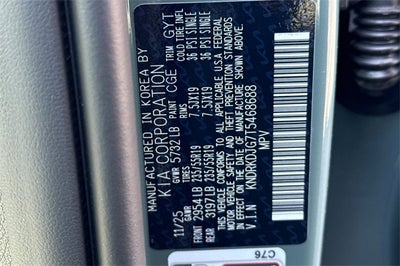 MANUFACTURED IN KOREA BY
KIA CORPORATION
11/25 GVWR 5732 LB PAINT CGE TRIM GYT
TIRES RIMS COLD TIRE INFL
FRONT 2954 LB 235/55R19 7.5JX19 36 PSI SINGLE
REAR 3197 LB 235/55R19 7.5JX19 36 PSI SINGLE
THIS VEHICLE CONFORMS TO ALL APPLICABLE U.S.A FEDERAL
MOTOR VEHICLE SAFETY, BUMPER, AND THEFT PREVENTION STANDARDS
IN EFFECT ON THE DATE OF MANUFACTURE SHOWN ABOVE.
V.I.N KNDRKDJG7T5468688
MPV
C76